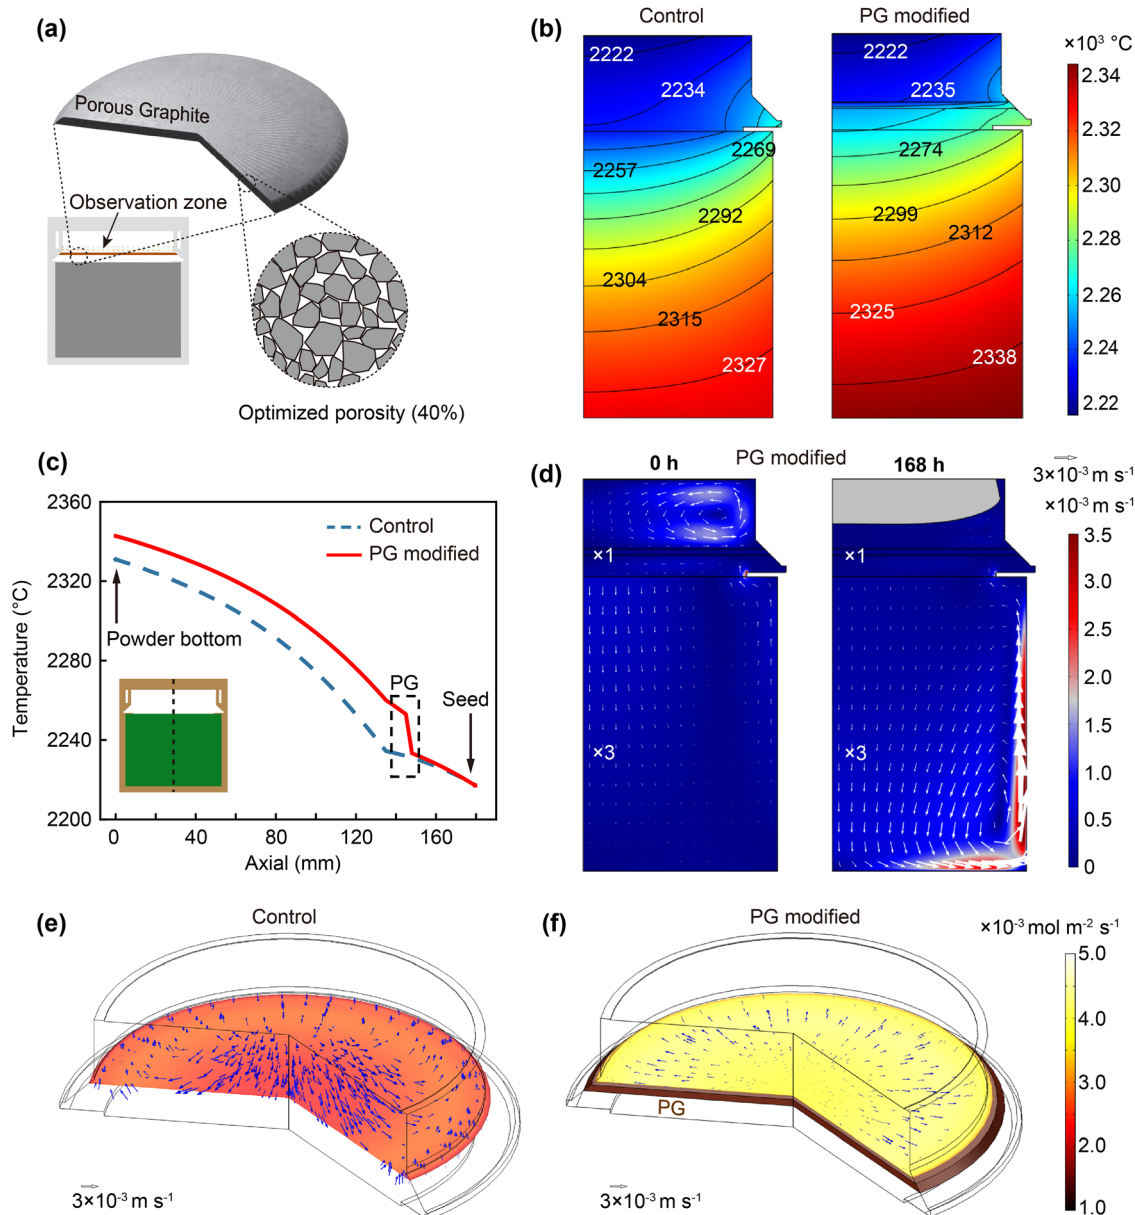 (a)
Porous Graphite
Observation zone
Optimized porosity (40%)
(b)
Control
PG modified
×10³ °C
2222
2234
2269
2257
2292
2304
2315
2327
2222
2235
2274
2299
2312
2325
2338
2.34
2.32
2.30
2.28
2.26
2.24
2.22
(c)
2360
2320
2280
2240
2200
Temperature (°C)
Control
PG modified
Powder bottom
PG
Seed
0
40
80
120
160
Axial (mm)
(d)
PG modified
0 h
168 h
3×10⁻³ m s⁻¹
×10⁻³ m s⁻¹
×1
×3
×1
×3
3.5
3.0
2.5
2.0
1.5
1.0
0.5
0
(e)
Control
3×10⁻³ m s⁻¹
(f)
PG modified
×10⁻³ mol m⁻² s⁻¹
PG
3×10⁻³ m s⁻¹
5.0
4.0
3.0
2.0
1.0